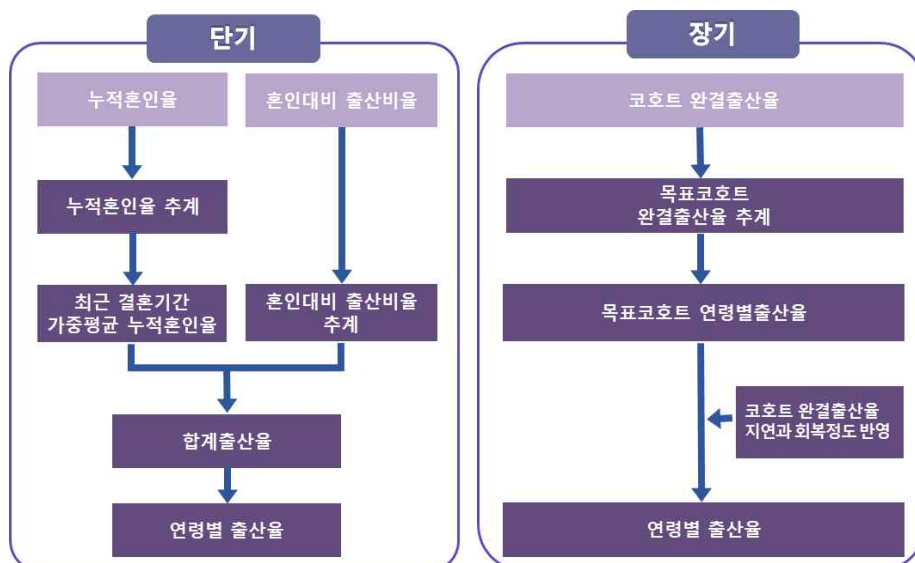 단기
누적혼인율
혼인대비 출산비율
누적혼인율 추계
최근 결혼기간
가중평균 누적혼인율
혼인대비 출산비율
추계
합계출산율
연령별 출산율
장기
코호트 완결출산율
목표코호트
완결출산율 추계
목표코호트 연령별출산율
코호트 완결출산율
지연과 회복정도 반영
연령별 출산율